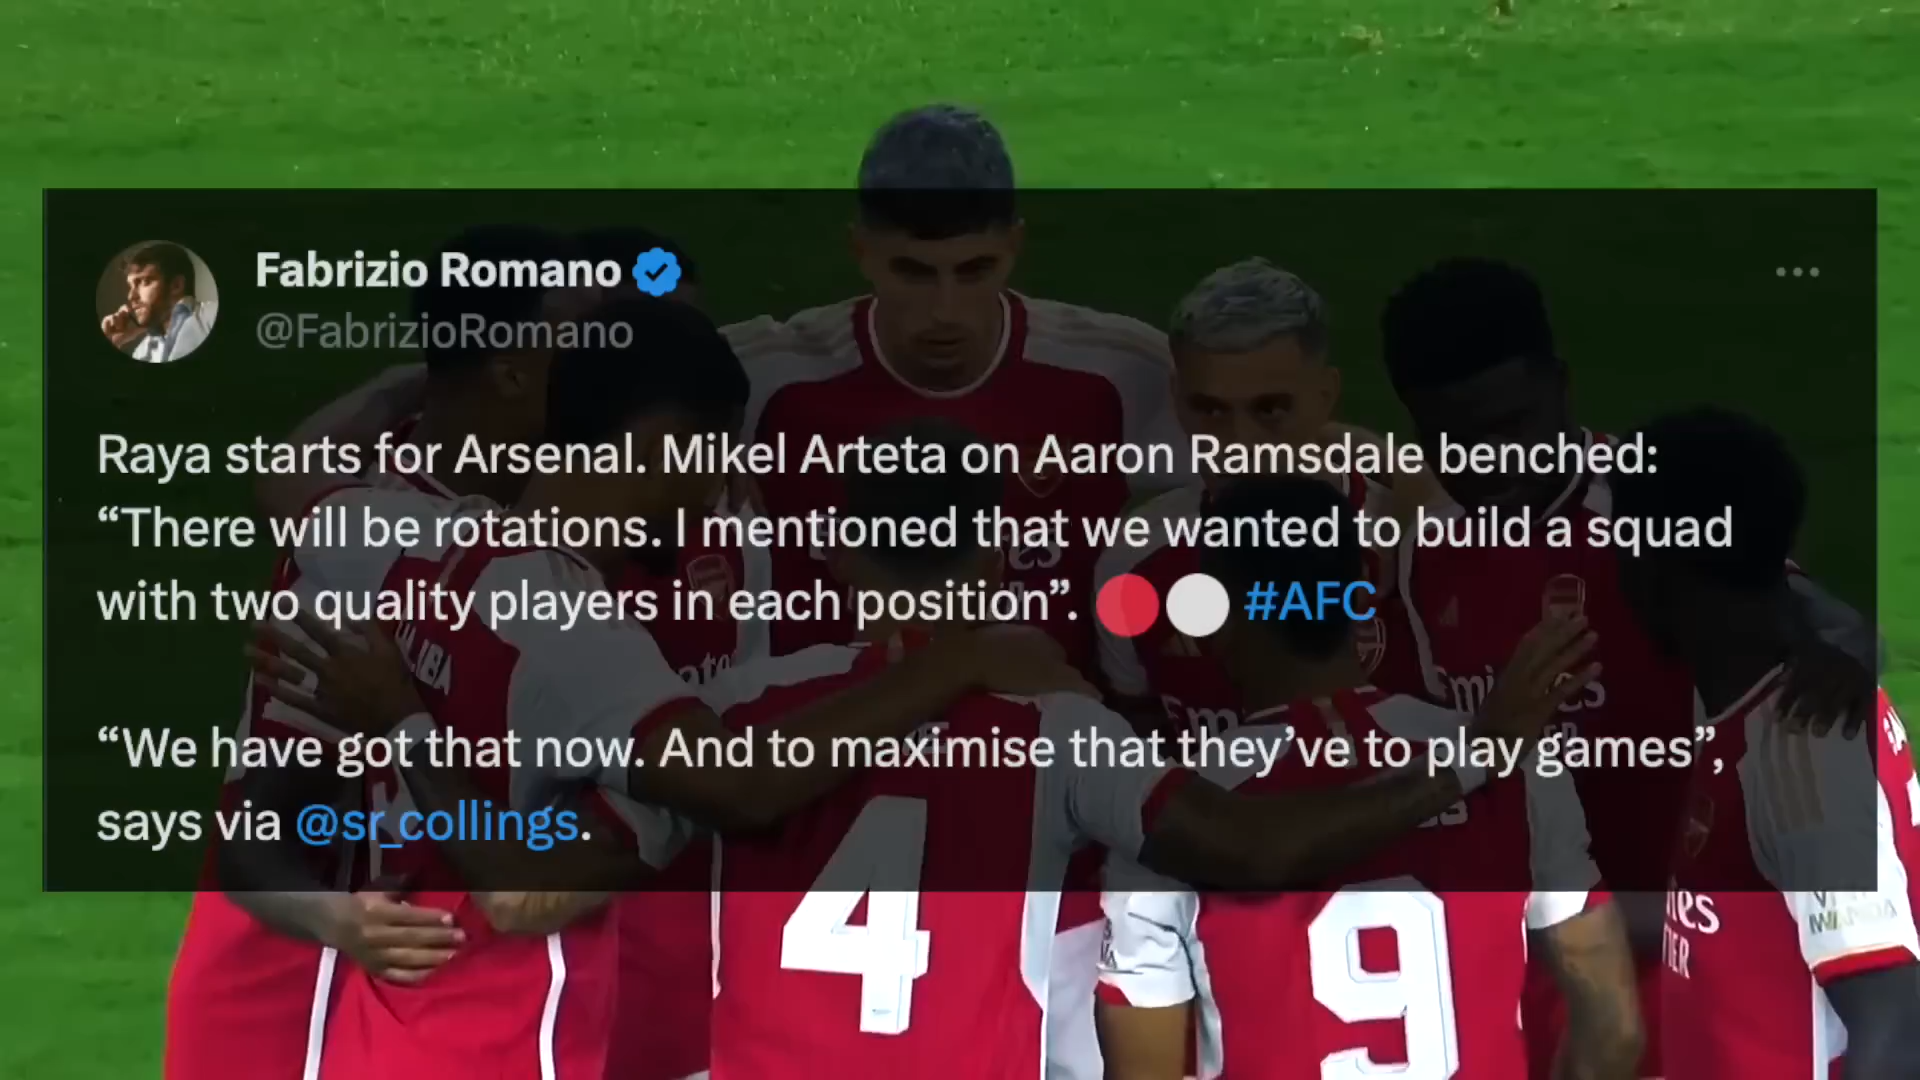 Fabrizio Romano
@FabrizioRomano
Raya starts for Arsenal. Mikel Arteta on Aaron Ramsdale benched:
“There will be rotations. I mentioned that we wanted to build a squad
with two quality players in each position”. #AFC
“We have got that now. And to maximise that they’ve to play games”,
says via @sr_collings.
4
9